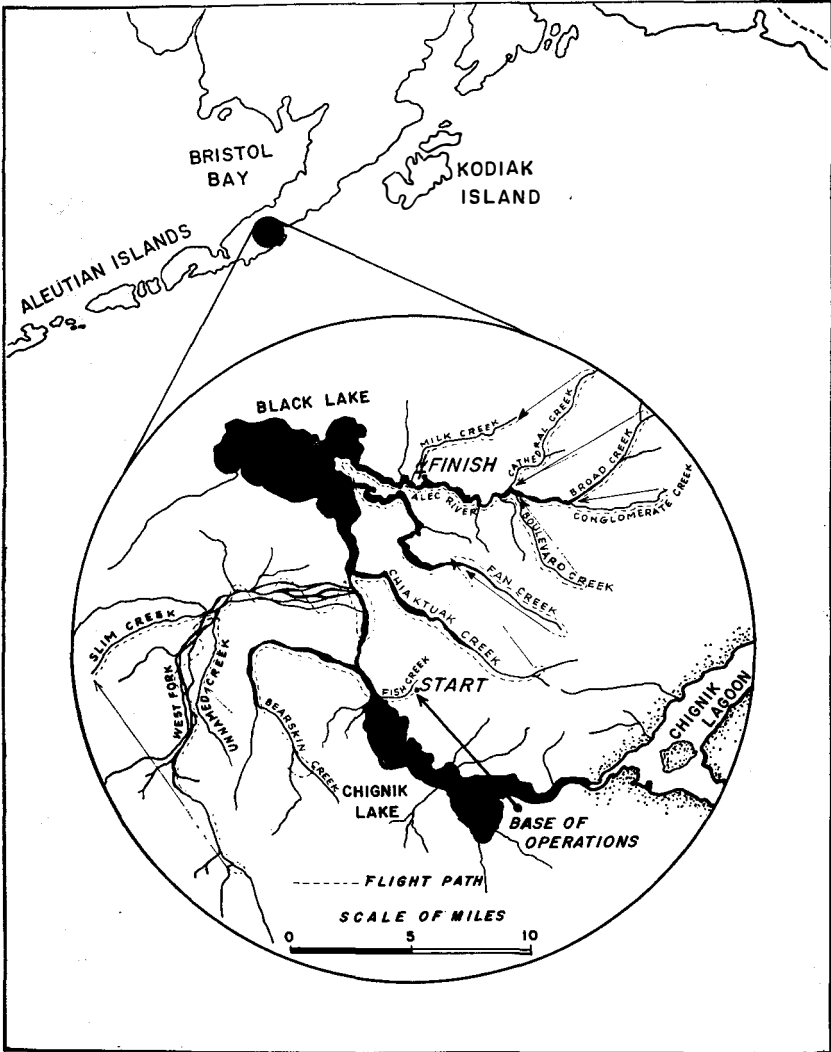 BRISTOL
BAY
KODIAK
ISLAND
ALEUTIAN ISLANDS
BLACK LAKE
MILK CREEK
FINISH
CATHEDRAL CREEK
BROAD CREEK
ALEC RIVER
CONGLOMERATE CREEK
BOULEVARD CREEK
FAN CREEK
CHIAKTUAK CREEK
SLIM CREEK
WEST FORK
UNNAMED CREEK
FISH CREEK
START
BEARSKIN CREEK
CHIGNIK
LAGOON
CHIGNIK
LAKE
BASE OF
OPERATIONS
FLIGHT PATH
SCALE OF MILES
0 5 10